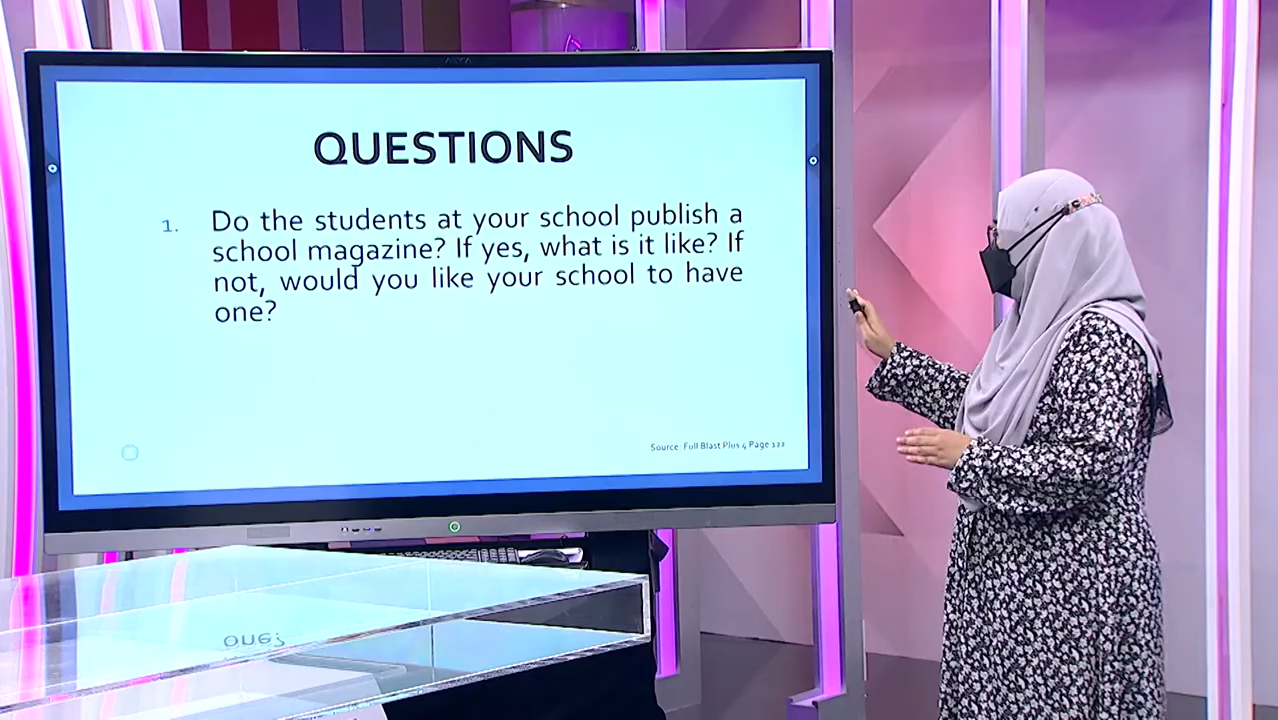 QUESTIONS
1. Do the students at your school publish a
school magazine? If yes, what is it like? If
not, would you like your school to have
one?
Source: Full Blast Plus 4 Page 122
one?